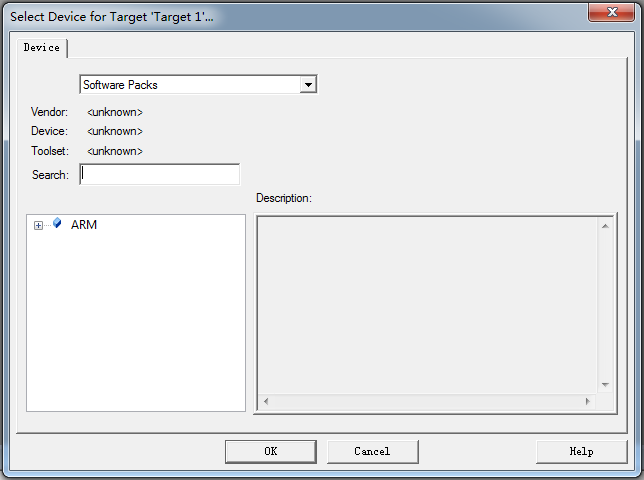 Select Device for Target 'Target 1'...
Device
Software Packs
Vendor: <unknown>
Device: <unknown>
Toolset: <unknown>
Search:
Description:
ARM
OK Cancel Help